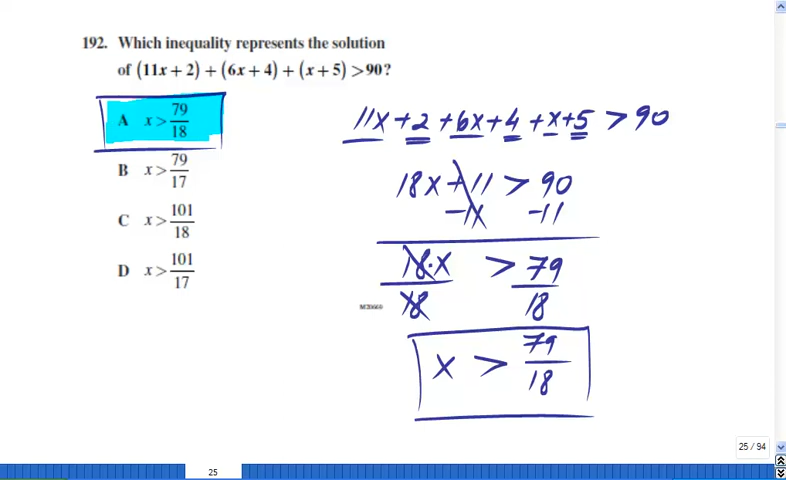 192. Which inequality represents the solution
of (11x + 2) + (6x + 4) + (x + 5) > 90?
A x > 79/18
B x > 79/17
C x > 101/18
D x > 101/17
11x + 2 + 6x + 4 + x + 5 > 90
18x + 11 > 90
-11 -11
18·x > 79
18 18
x > 79/18
M20660
25 / 94
25